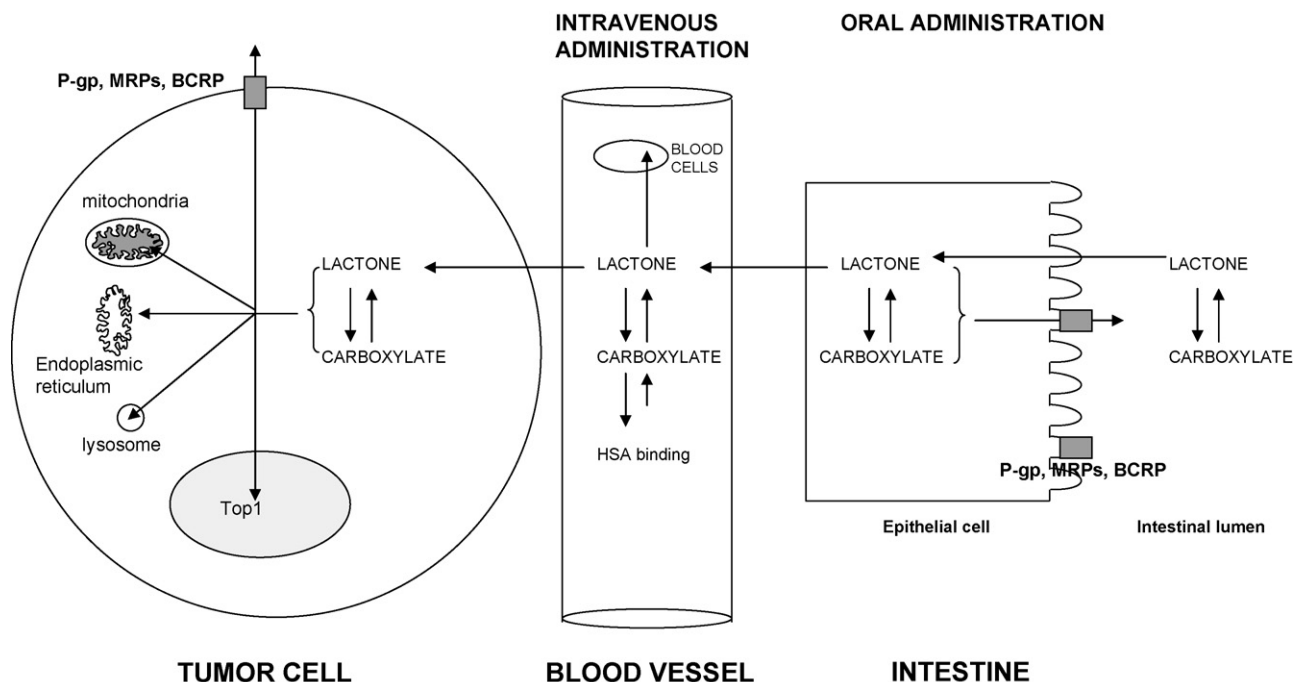 INTRAVENOUS
ADMINISTRATION
ORAL ADMINISTRATION
P-gp, MRPs, BCRP
mitochondria
Endoplasmic
reticulum
lysosome
Top1
LACTONE
CARBOXYLATE
BLOOD
CELLS
LACTONE
CARBOXYLATE
HSA binding
LACTONE
CARBOXYLATE
LACTONE
CARBOXYLATE
P-gp, MRPs, BCRP
Epithelial cell
Intestinal lumen
TUMOR CELL
BLOOD VESSEL
INTESTINE